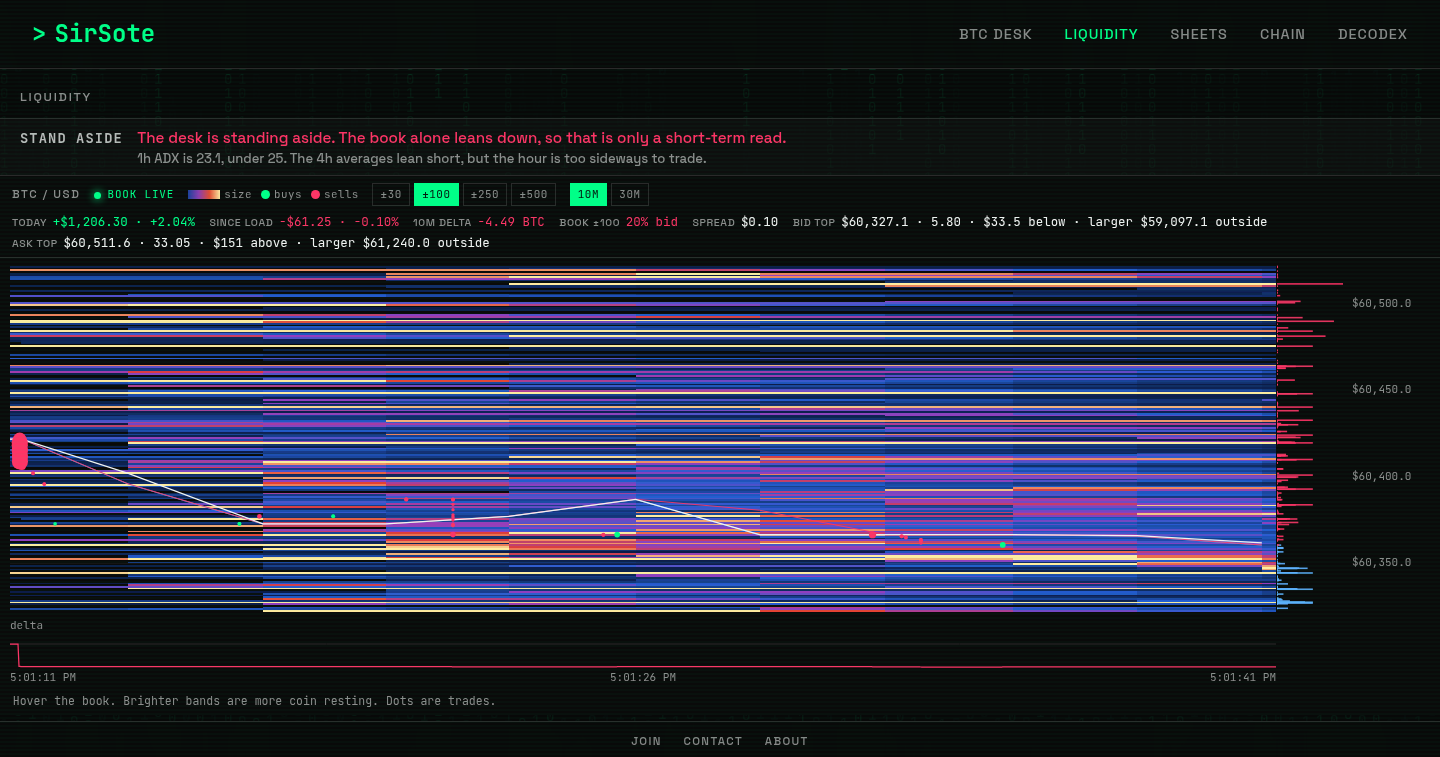 > SirSote
BTC DESK LIQUIDITY SHEETS CHAIN DECODEX
LIQUIDITY
STAND ASIDE The desk is standing aside. The book alone leans down, so that is only a short-term read.
1h ADX is 23.1, under 25. The 4h averages lean short, but the hour is too sideways to trade.
BTC / USD BOOK LIVE size buys sells ±30 ±100 ±250 ±500 10M 30M
TODAY +$1,206.30 · +2.04% SINCE LOAD -$61.25 · -0.10% 10M DELTA -4.49 BTC BOOK ±100 20% bid SPREAD $0.10 BID TOP $60,327.1 · 5.80 · $33.5 below · larger $59,097.1 outside
ASK TOP $60,511.6 · 33.05 · $151 above · larger $61,240.0 outside
$60,500.0
$60,450.0
$60,400.0
$60,350.0
delta
5:01:11 PM 5:01:26 PM 5:01:41 PM
Hover the book. Brighter bands are more coin resting. Dots are trades.
JOIN CONTACT ABOUT